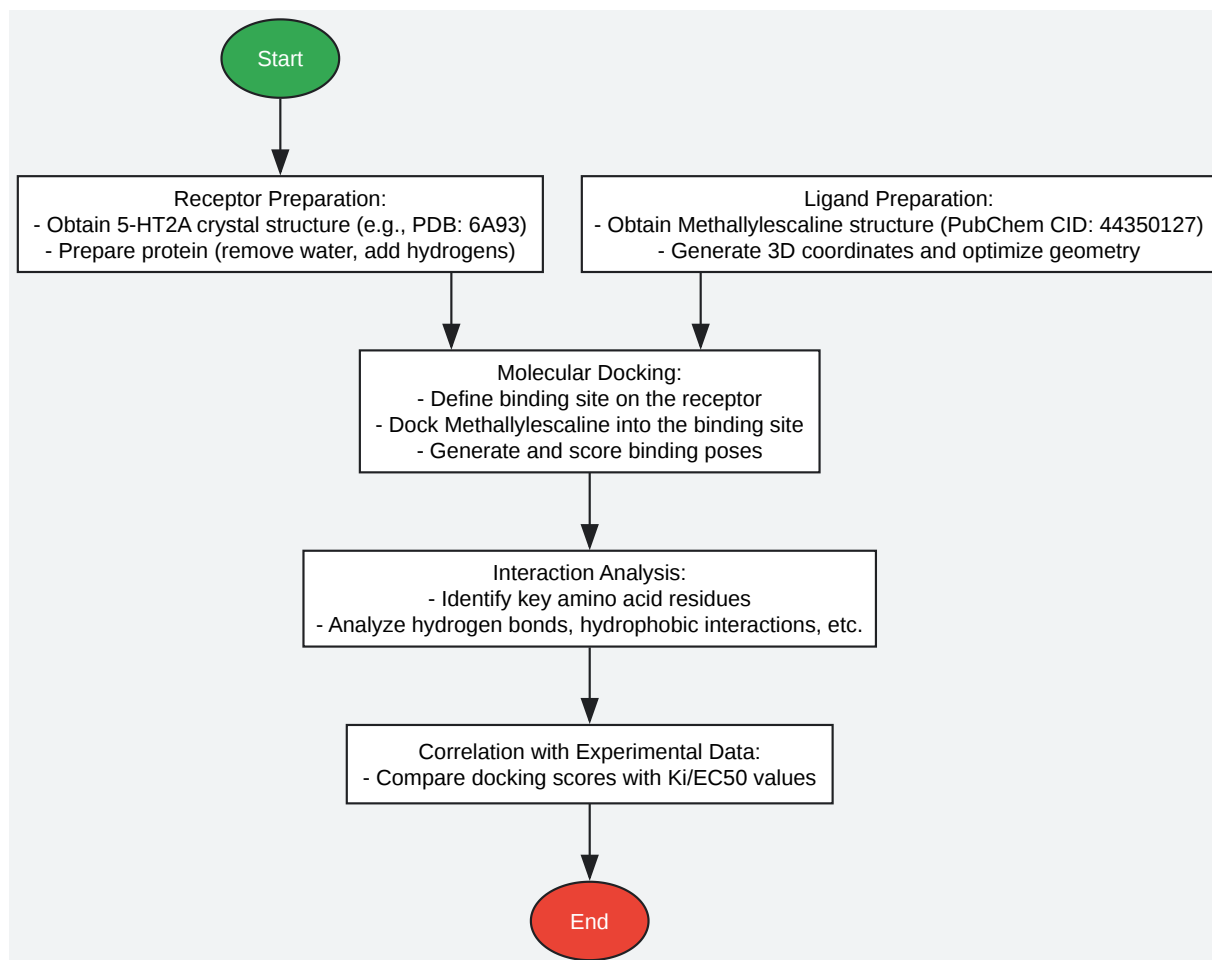 Start
Receptor Preparation:
- Obtain 5-HT2A crystal structure (e.g., PDB: 6A93)
- Prepare protein (remove water, add hydrogens)
Ligand Preparation:
- Obtain Methallylescaline structure (PubChem CID: 44350127)
- Generate 3D coordinates and optimize geometry
Molecular Docking:
- Define binding site on the receptor
- Dock Methallylescaline into the binding site
- Generate and score binding poses
Interaction Analysis:
- Identify key amino acid residues
- Analyze hydrogen bonds, hydrophobic interactions, etc.
Correlation with Experimental Data:
- Compare docking scores with Ki/EC50 values
End